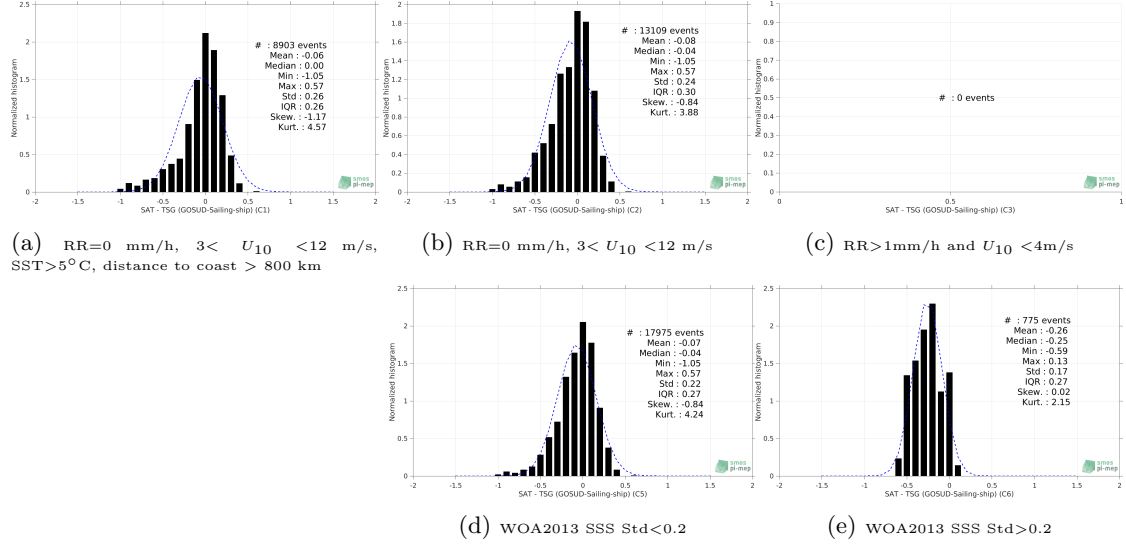 2.5
2
1.5
1
0.5
0
-2 -1.5 -1 -0.5 0 0.5 1 1.5 2
Normalized histogram
# : 8903 events
Mean : -0.06
Median : 0.00
Min : -1.05
Max : 0.57
Std : 0.26
IQR : 0.26
Skew. : -1.17
Kurt. : 4.57
smos
pi-mep
SAT - TSG (GOSUD-Sailing-ship) (C1)
(a) RR=0 mm/h, 3< U10 <12 m/s,
SST>5°C, distance to coast > 800 km
2
1.8
1.6
1.4
1.2
1
0.8
0.6
0.4
0.2
0
-2 -1.5 -1 -0.5 0 0.5 1 1.5 2
Normalized histogram
# : 13109 events
Mean : -0.08
Median : -0.04
Min : -1.05
Max : 0.57
Std : 0.24
IQR : 0.30
Skew. : -0.84
Kurt. : 3.88
smos
pi-mep
SAT - TSG (GOSUD-Sailing-ship) (C2)
(b) RR=0 mm/h, 3< U10 <12 m/s
1
0.9
0.8
0.7
0.6
0.5
0.4
0.3
0.2
0.1
0
0 0.5 1
Normalized histogram
# : 0 events
smos
pi-mep
SAT - TSG (GOSUD-Sailing-ship) (C3)
(c) RR>1mm/h and U10 <4m/s
2.5
2
1.5
1
0.5
0
-2 -1.5 -1 -0.5 0 0.5 1 1.5 2
Normalized histogram
# : 17975 events
Mean : -0.07
Median : -0.04
Min : -1.05
Max : 0.57
Std : 0.22
IQR : 0.27
Skew. : -0.84
Kurt. : 4.24
smos
pi-mep
SAT - TSG (GOSUD-Sailing-ship) (C5)
(d) WOA2013 SSS Std<0.2
2.5
2
1.5
1
0.5
0
-2 -1.5 -1 -0.5 0 0.5 1 1.5 2
Normalized histogram
# : 775 events
Mean : -0.26
Median : -0.25
Min : -0.59
Max : 0.13
Std : 0.17
IQR : 0.27
Skew. : 0.02
Kurt. : 2.15
smos
pi-mep
SAT - TSG (GOSUD-Sailing-ship) (C6)
(e) WOA2013 SSS Std>0.2